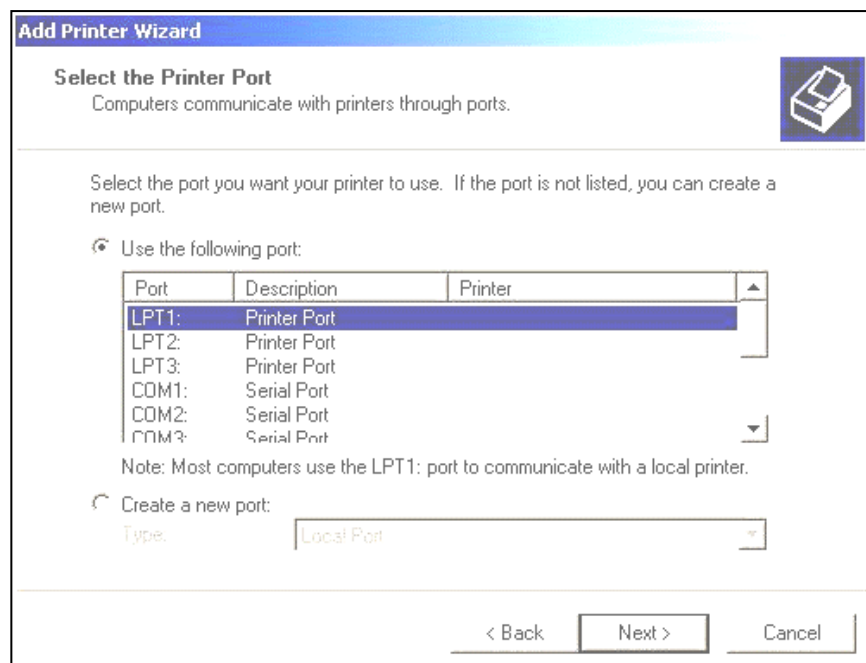 Add Printer Wizard
Select the Printer Port
Computers communicate with printers through ports.
Select the port you want your printer to use. If the port is not listed, you can create a
new port.
Use the following port:
Port Description Printer
LPT1: Printer Port
LPT2: Printer Port
LPT3: Printer Port
COM1: Serial Port
COM2: Serial Port
COM3: Serial Port
Note: Most computers use the LPT1: port to communicate with a local printer.
Create a new port:
Type: Local Port
< Back Next > Cancel